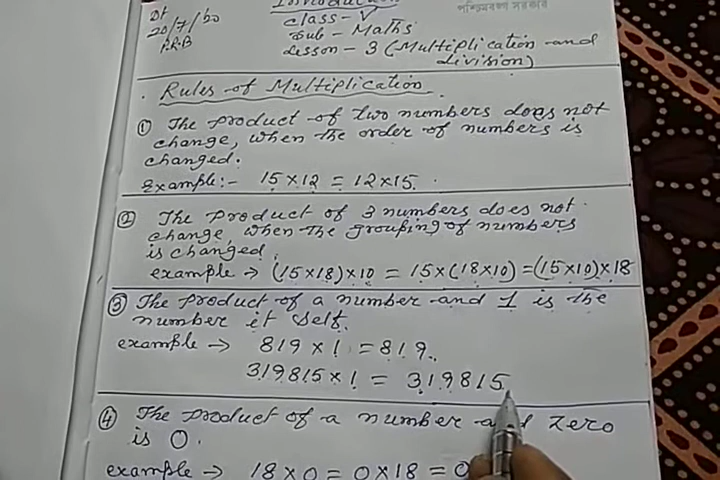 Dt
20/7/60
P.R.B
Introduct
class - V
পশ্চিমবঙ্গ সরকার
Sub - Maths
Lesson - 3 (Multiplication and
division)
Rules of Multiplication
① The product of two numbers does not
change, when the order of numbers is
changed.
Example:- 15 × 12 = 12 × 15.
② The product of 3 numbers does not
change, when the grouping of numbers
is changed.
example → (15×18)×10 = 15×(18×10) = (15×10)×18
③ The product of a number and 1 is the
number it self.
example → 819 × 1 = 819.
319815 × 1 = 319815
④ The product of a number and zero
is 0.
example → 18 × 0 = 0 × 18 = 0